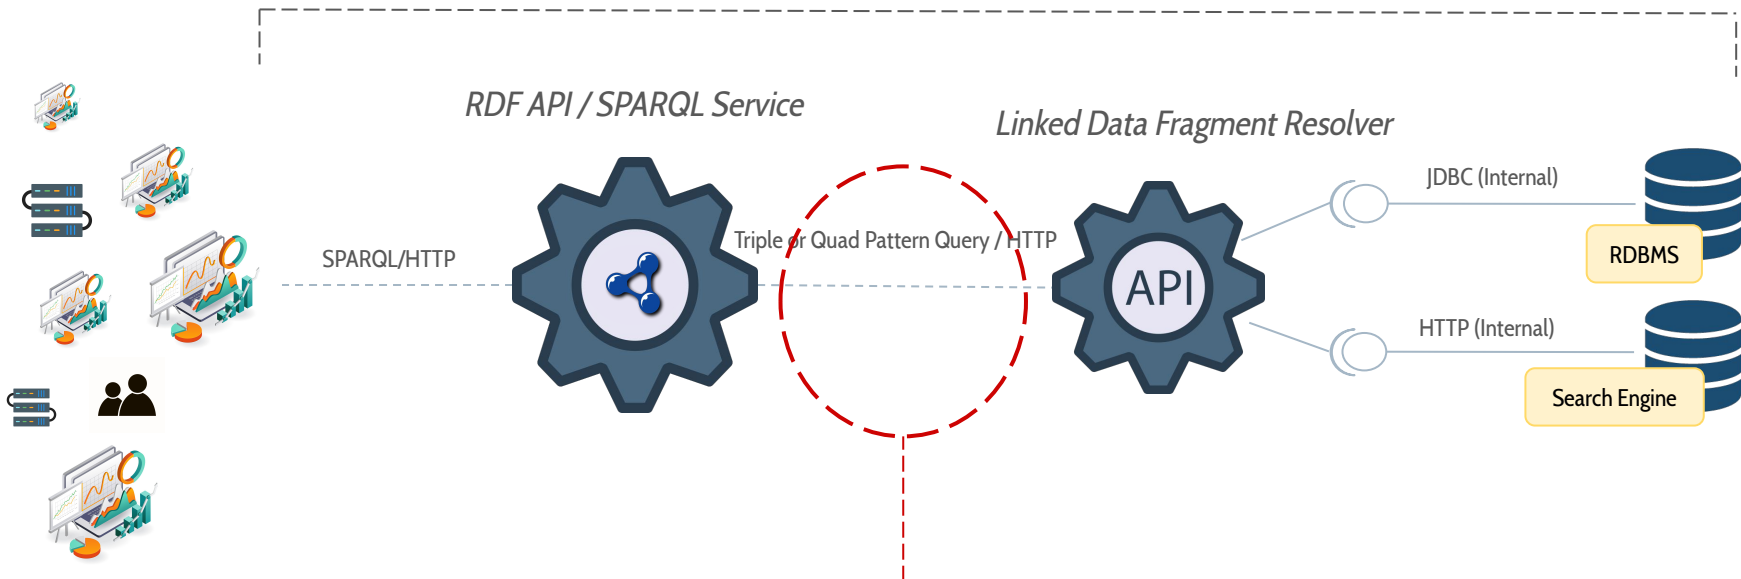 RDF API / SPARQL Service
Linked Data Fragment Resolver
JDBC (Internal)
Triple or Quad Pattern Query / HTTP
SPARQL/HTTP
RDBMS
API
HTTP (Internal)
Search Engine